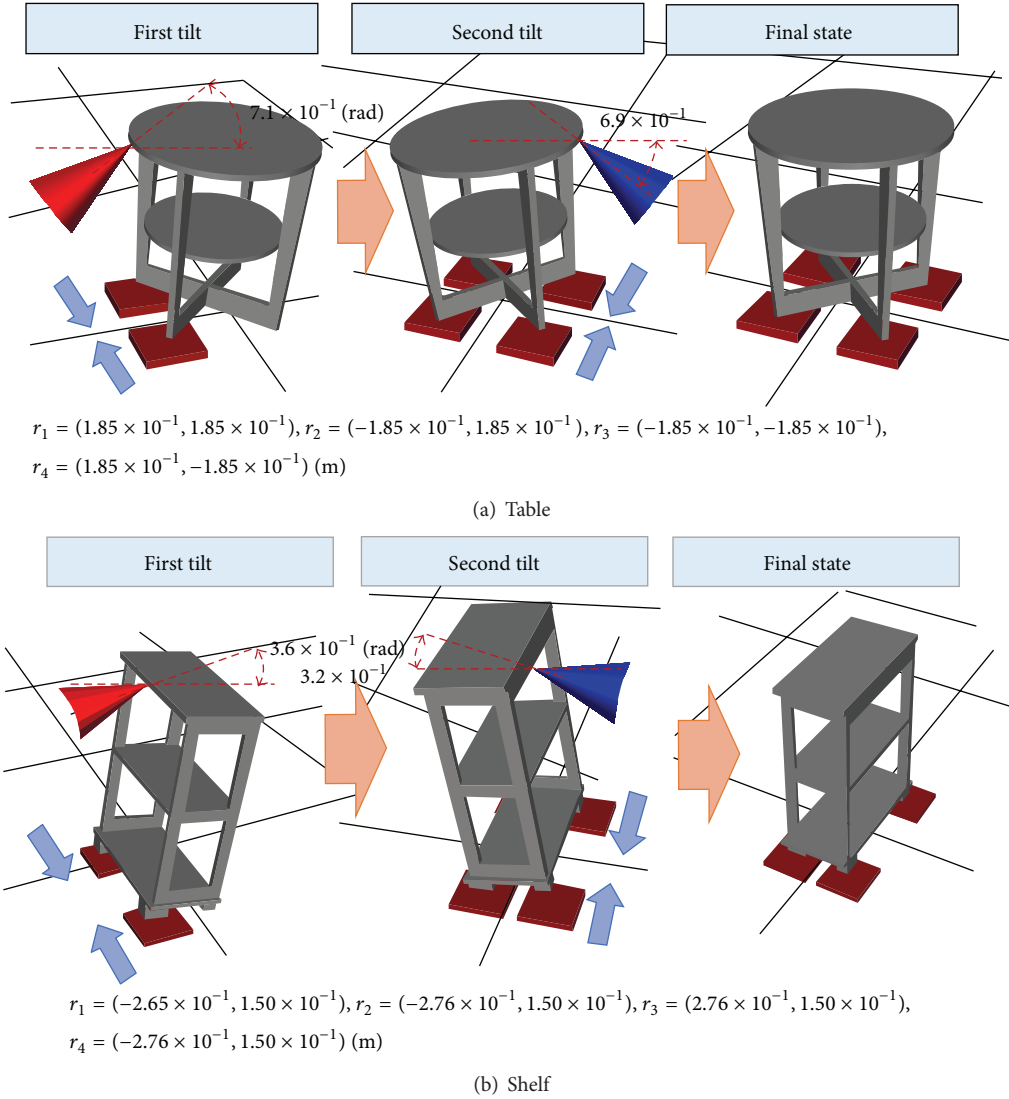 First tilt
Second tilt
Final state
7.1 × 10⁻¹ (rad)
6.9 × 10⁻¹
r₁ = (1.85 × 10⁻¹, 1.85 × 10⁻¹), r₂ = (−1.85 × 10⁻¹, 1.85 × 10⁻¹), r₃ = (−1.85 × 10⁻¹, −1.85 × 10⁻¹),
r₄ = (1.85 × 10⁻¹, −1.85 × 10⁻¹) (m)
(a) Table
First tilt
Second tilt
Final state
3.6 × 10⁻¹ (rad)
3.2 × 10⁻¹
r₁ = (−2.65 × 10⁻¹, 1.50 × 10⁻¹), r₂ = (−2.76 × 10⁻¹, 1.50 × 10⁻¹), r₃ = (2.76 × 10⁻¹, 1.50 × 10⁻¹),
r₄ = (−2.76 × 10⁻¹, 1.50 × 10⁻¹) (m)
(b) Shelf